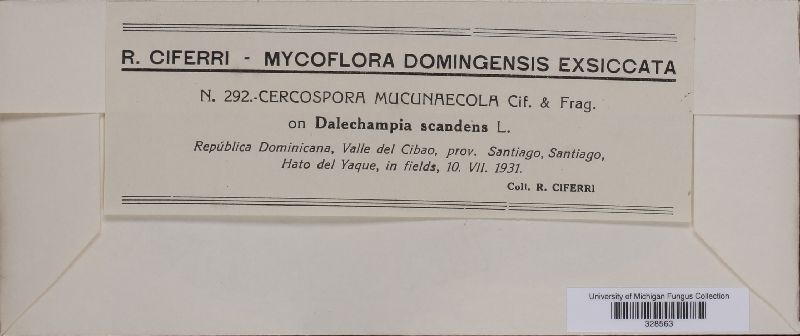 R. CIFERRI - MYCOFLORA DOMINGENSIS EXSICCATA
N. 292.-CERCOSPORA MUCUNAECOLA Cif. & Frag.
on Dalechampia scandens L.
República Dominicana, Valle del Cibao, prov. Santiago, Santiago,
Hato del Yaque, in fields, 10. VII. 1931.
Coll. R. CIFERRI
University of Michigan Fungus Collection
328563